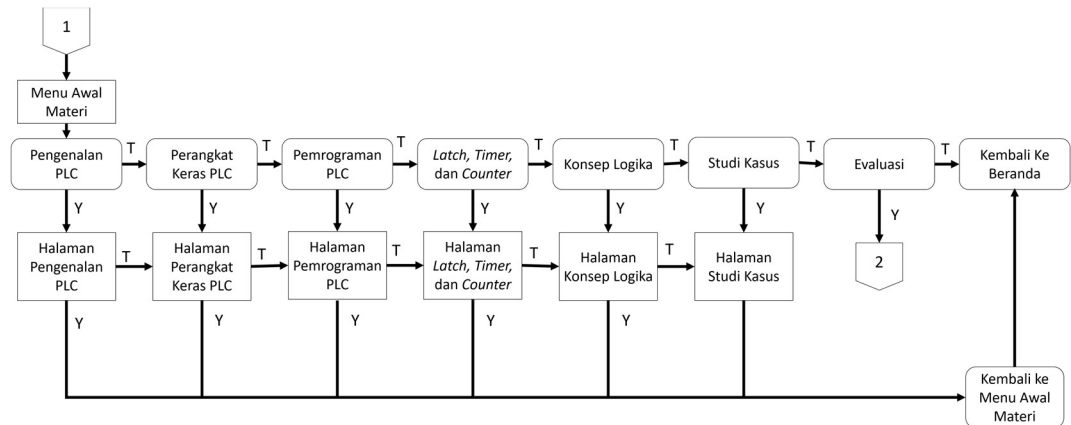 1
Menu Awal
Materi
Pengenalan
PLC
T
Perangkat
Keras PLC
T
Pemrograman
PLC
T
Latch, Timer,
dan Counter
T
Konsep Logika
T
Studi Kasus
T
Evaluasi
T
Kembali Ke
Beranda
Y
Y
Y
Y
Y
Y
Y
Halaman
Pengenalan
PLC
T
Halaman
Perangkat
Keras PLC
T
Halaman
Pemrograman
PLC
T
Halaman
Latch, Timer,
dan Counter
T
Halaman
Konsep Logika
T
Halaman
Studi Kasus
2
Y
Y
Y
Y
Y
Kembali ke
Menu Awal
Materi